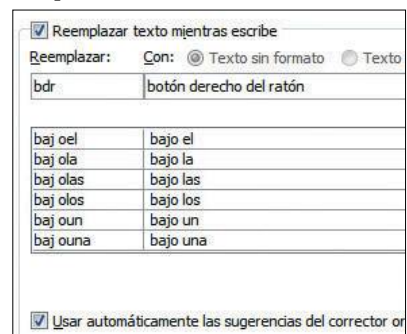 Reemplazar texto mientras escribe
Reemplazar: Con: Texto sin formato Texto
bdr botón derecho del ratón
baj oel bajo el
baj ola bajo la
baj olas bajo las
baj olos bajo los
baj oun bajo un
baj ouna bajo una
Usar automáticamente las sugerencias del corrector or